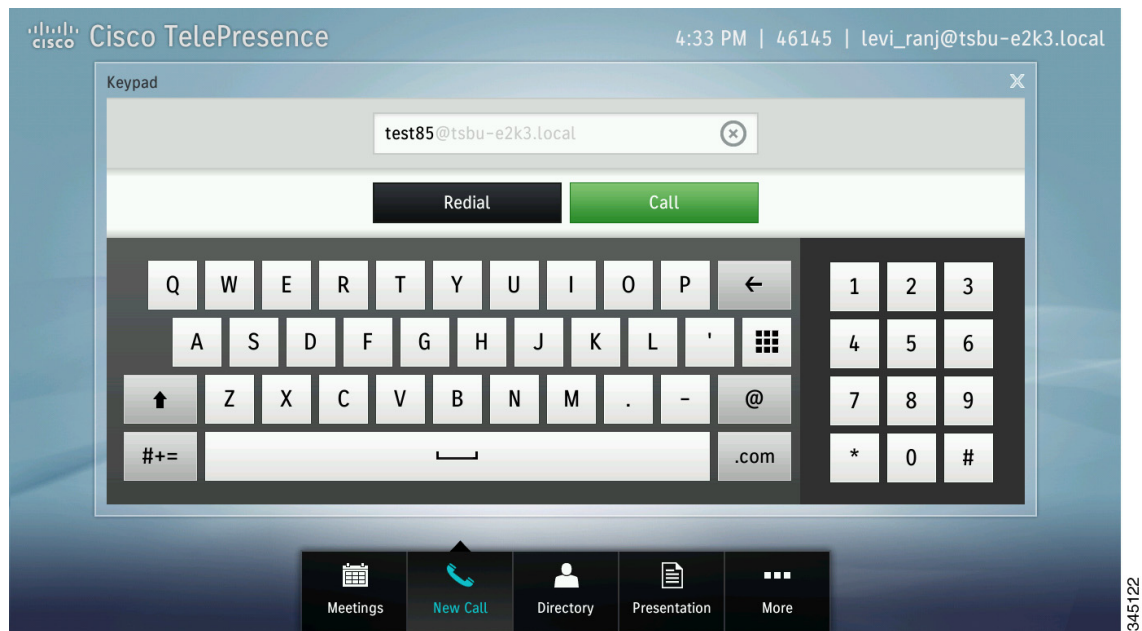 cisco Cisco TelePresence 4:33 PM | 46145 | levi_ranj@tsbu-e2k3.local
Keypad X
test85@tsbu-e2k3.local
Redial Call
Q W E R T Y U I O P 1 2 3
A S D F G H J K L ' 4 5 6
Z X C V B N M . - @ 7 8 9
#+= .com * 0 #
Meetings New Call Directory Presentation More
345122